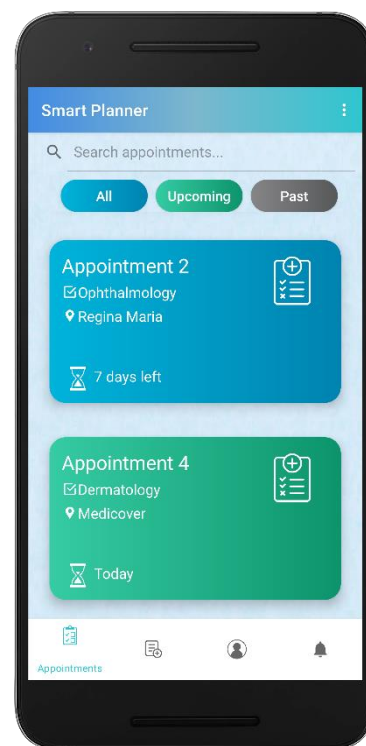 Smart Planner
Search appointments...
All Upcoming Past
Appointment 2
Ophthalmology
Regina Maria
7 days left
Appointment 4
Dermatology
Medicover
Today
Appointments